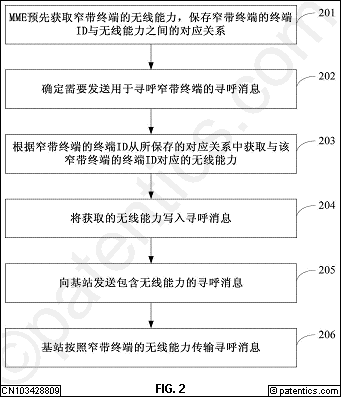 MME预先获取窄带终端的无线能力，保存窄带终端的终端
ID与无线能力之间的对应关系
201
确定需要发送用于寻呼窄带终端的寻呼消息
202
根据窄带终端的终端ID从所保存的对应关系中获取与该
窄带终端的终端ID对应的无线能力
203
将获取的无线能力写入寻呼消息
204
向基站发送包含无线能力的寻呼消息
205
基站按照窄带终端的无线能力传输寻呼消息
206
CN103428809
FIG. 2
© patentics.com
©patentics.com